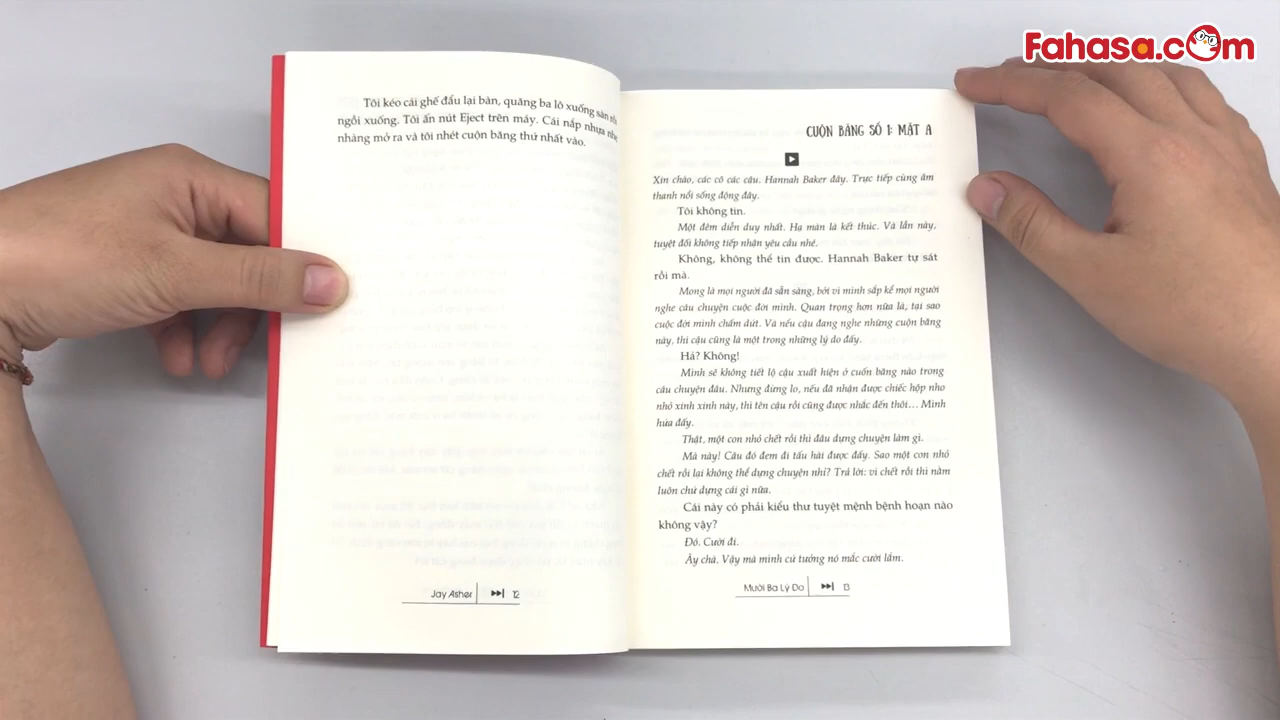 Fahasa.com
Tôi kéo cái ghế đẩu lại bàn, quăng ba lô xuống sàn rồi
ngồi xuống. Tôi ấn nút Eject trên máy. Cái nắp nhựa nhẹ
nhàng mở ra và tôi nhét cuộn băng thứ nhất vào.
Jay Asher
12
CUỘN BĂNG SỐ 1: MẶT A
Xin chào, các cô các cậu. Hannah Baker đây. Trực tiếp cùng âm
thanh nổi sống động đây.
Tôi không tin.
Một đêm diễn duy nhất. Hạ màn là kết thúc. Và lần này,
tuyệt đối không tiếp nhận yêu cầu nhé.
Không, không thể tin được. Hannah Baker tự sát
rồi mà.
Mong là mọi người đã sẵn sàng, bởi vì mình sắp kể mọi người
nghe câu chuyện cuộc đời mình. Quan trọng hơn nữa là, tại sao
cuộc đời mình chấm dứt. Và nếu cậu đang nghe những cuộn băng
này, thì cậu cũng là một trong những lý do đấy.
Hả? Không!
Mình sẽ không tiết lộ cậu xuất hiện ở cuốn băng nào trong
câu chuyện đâu. Nhưng đừng lo, nếu đã nhận được chiếc hộp nho
nhỏ xinh xinh này, thì tên cậu rồi cũng được nhắc đến thôi… Mình
hứa đấy.
Thật, một con nhỏ chết rồi thì đâu dựng chuyện làm gì.
Mà này! Câu đó đem đi tấu hài được đấy. Sao một con nhỏ
chết rồi lại không thể dựng chuyện nhỉ? Trả lời: vì chết rồi thì nằm
luôn chứ dựng cái gì nữa.
Cái này có phải kiểu thư tuyệt mệnh bệnh hoạn nào
không vậy?
Đó. Cười đi.
Ây chà. Vậy mà mình cứ tưởng nó mắc cười lắm.
Mười Ba Lý Do
13